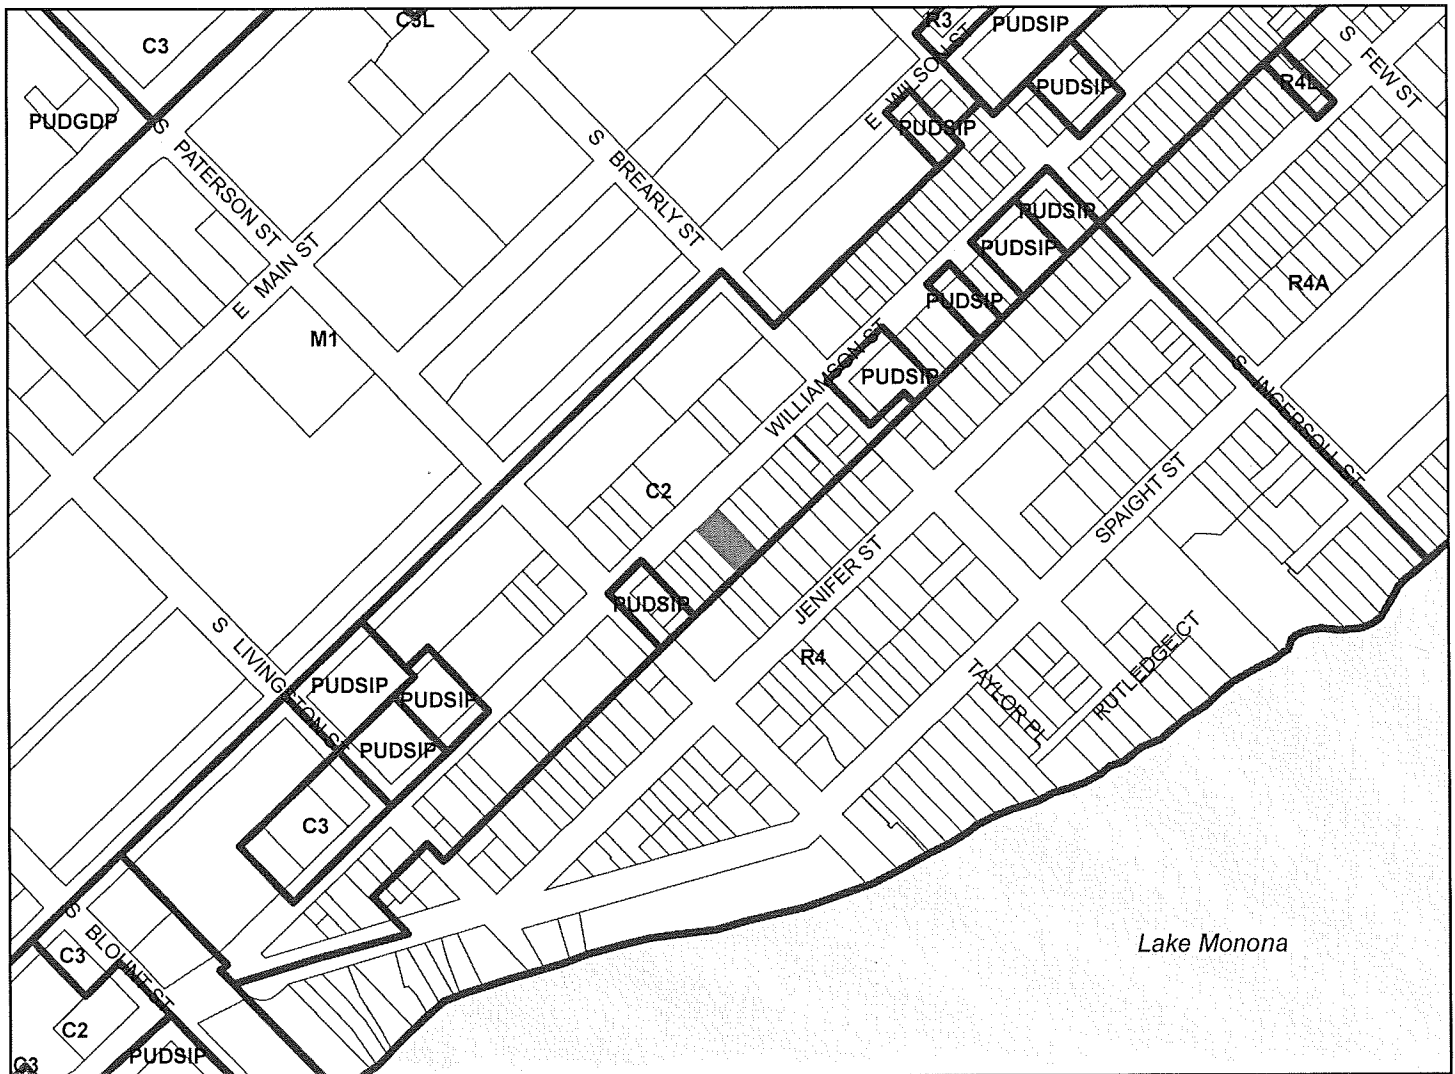 C3
C3L
R3
PUDSIP
S FEW ST
PUDSIP
R4L
E WILSON ST
PUDGDP
PUDSIP
S PATERSON ST
S BREARLY ST
PUDSIP
PUDSIP
E MAIN ST
R4A
PUDSIP
M1
WILLIAMSON ST
PUDSIP
S INGERSOLL ST
C2
SPAIGHT ST
JENIFER ST
PUDSIP
S LIVINGSTON ST
R4
RUTLEDGE CT
TAYLOR PL
PUDSIP
PUDSIP
PUDSIP
C3
S BLOUNT ST
C3
Lake Monona
C2
PUDSIP
C3